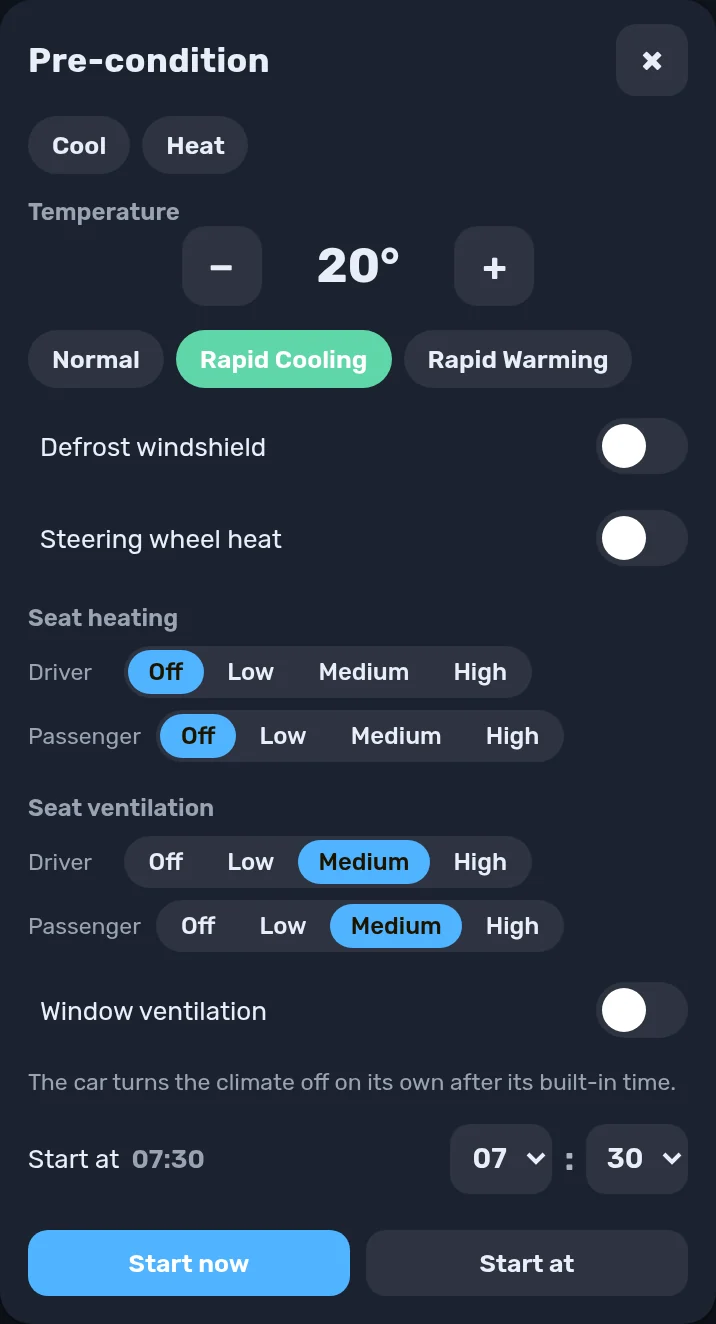 Pre-condition
Cool Heat
Temperature
− 20° +
Normal Rapid Cooling Rapid Warming
Defrost windshield
Steering wheel heat
Seat heating
Driver Off Low Medium High
Passenger Off Low Medium High
Seat ventilation
Driver Off Low Medium High
Passenger Off Low Medium High
Window ventilation
The car turns the climate off on its own after its built-in time.
Start at 07:30 07 : 30
Start now Start at